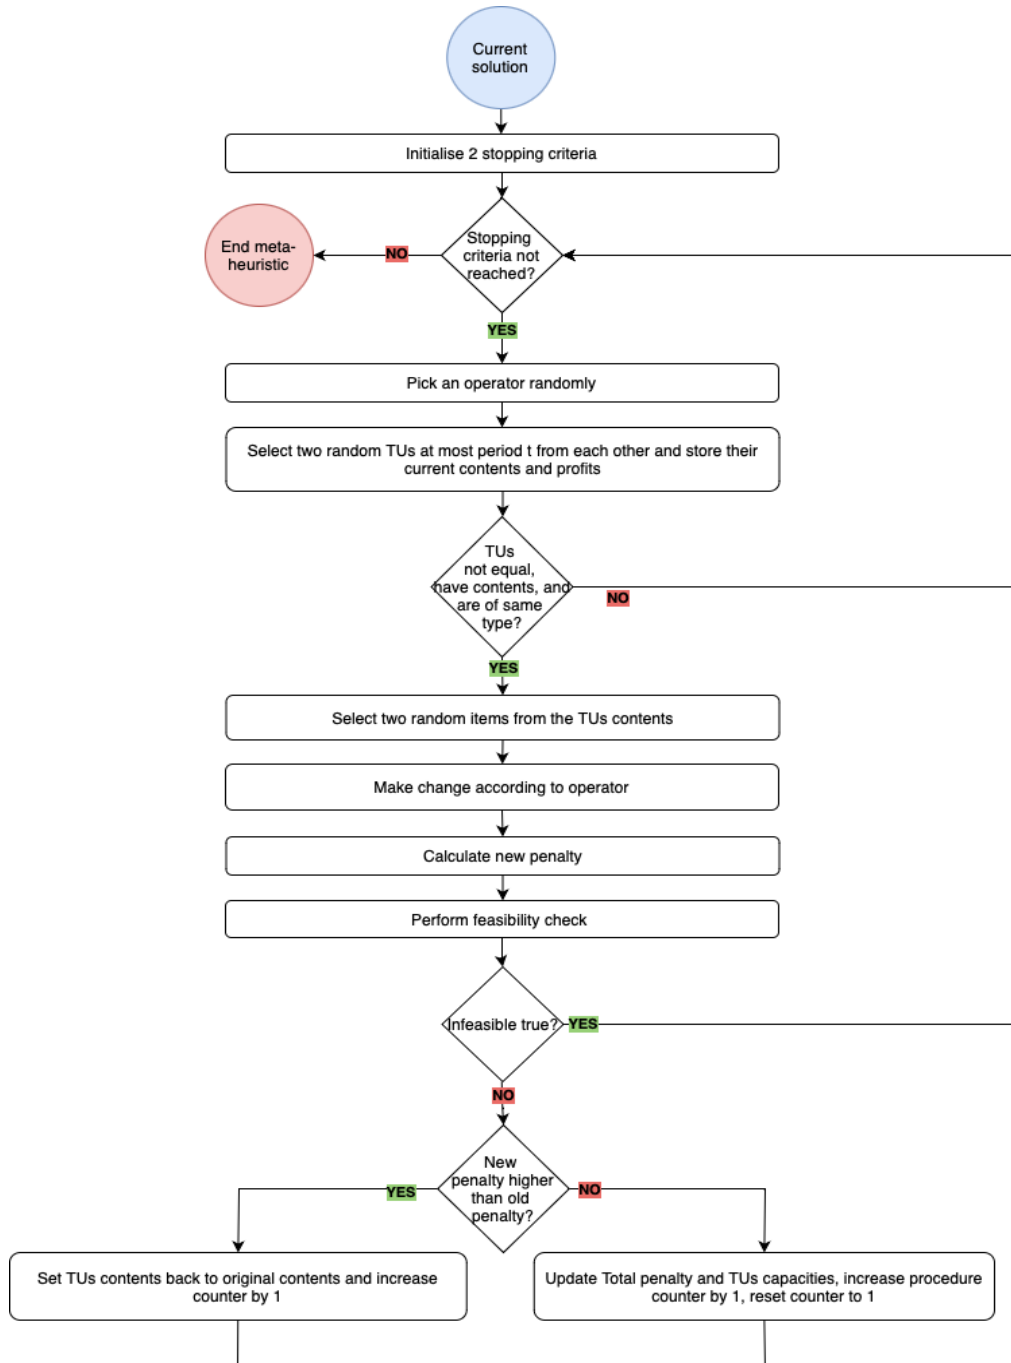 Current
solution
Initialise 2 stopping criteria
Stopping
criteria not
reached?
NO
End meta-
heuristic
YES
Pick an operator randomly
Select two random TUs at most period t from each other and store their
current contents and profits
TUs
not equal,
have contents, and
are of same
type?
NO
YES
Select two random items from the TUs contents
Make change according to operator
Calculate new penalty
Perform feasibility check
Infeasible true?
YES
NO
New
penalty higher
than old
penalty?
YES
NO
Set TUs contents back to original contents and increase
counter by 1
Update Total penalty and TUs capacities, increase procedure
counter by 1, reset counter to 1